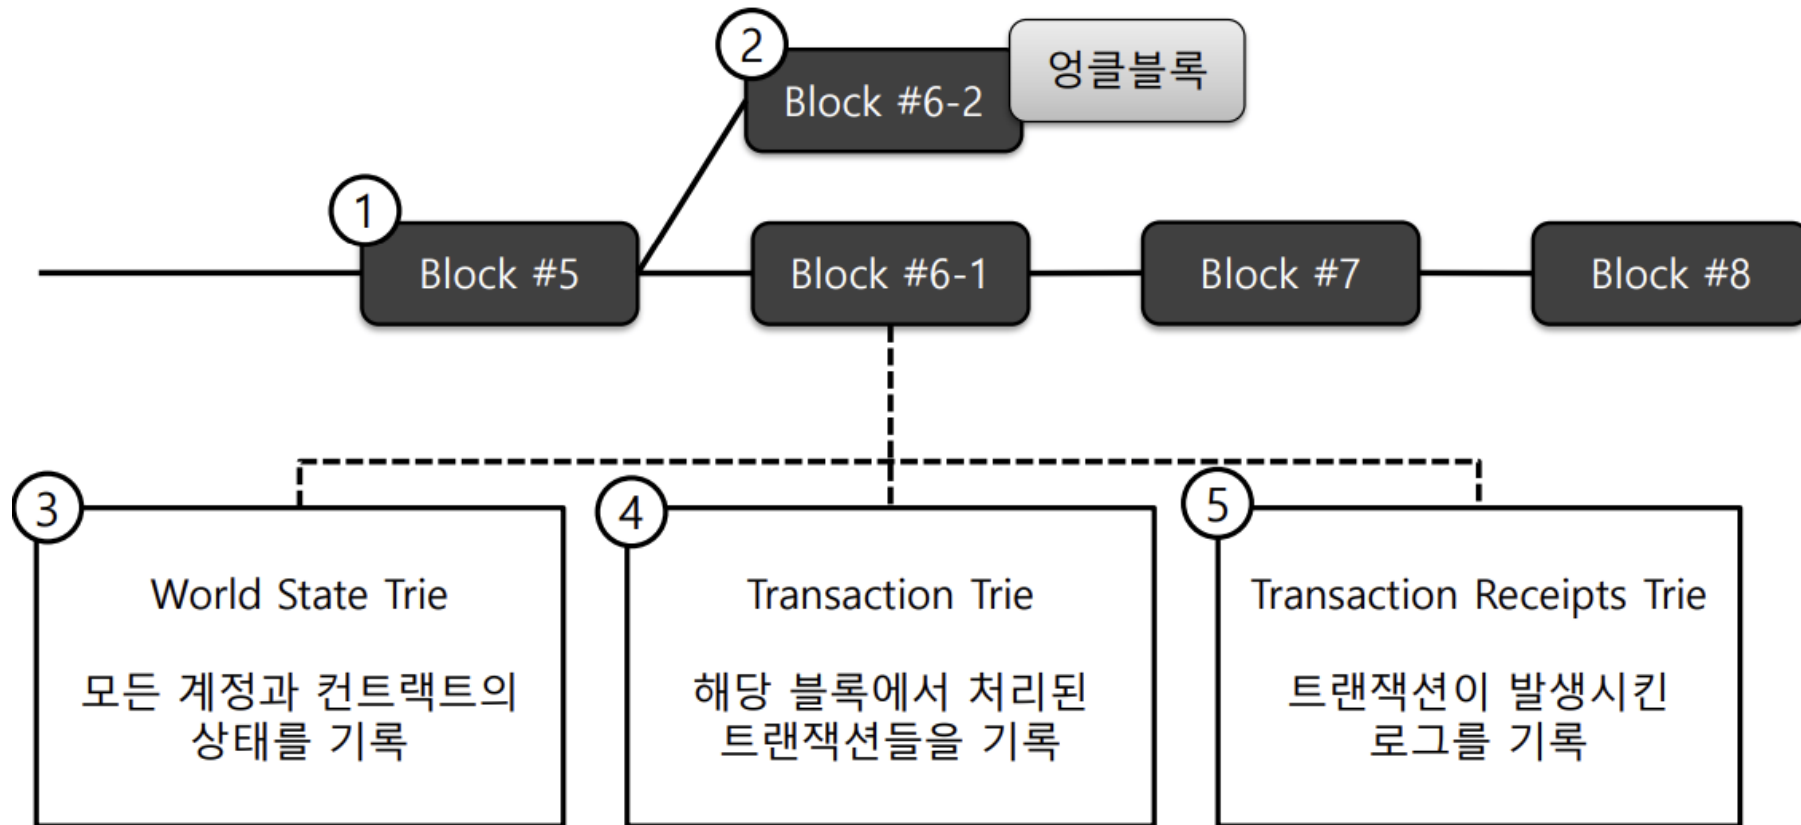 ②
Block #6-2
엉클블록
①
Block #5
Block #6-1
Block #7
Block #8
③
World State Trie
모든 계정과 컨트랙트의
상태를 기록
④
Transaction Trie
해당 블록에서 처리된
트랜잭션들을 기록
⑤
Transaction Receipts Trie
트랜잭션이 발생시킨
로그를 기록